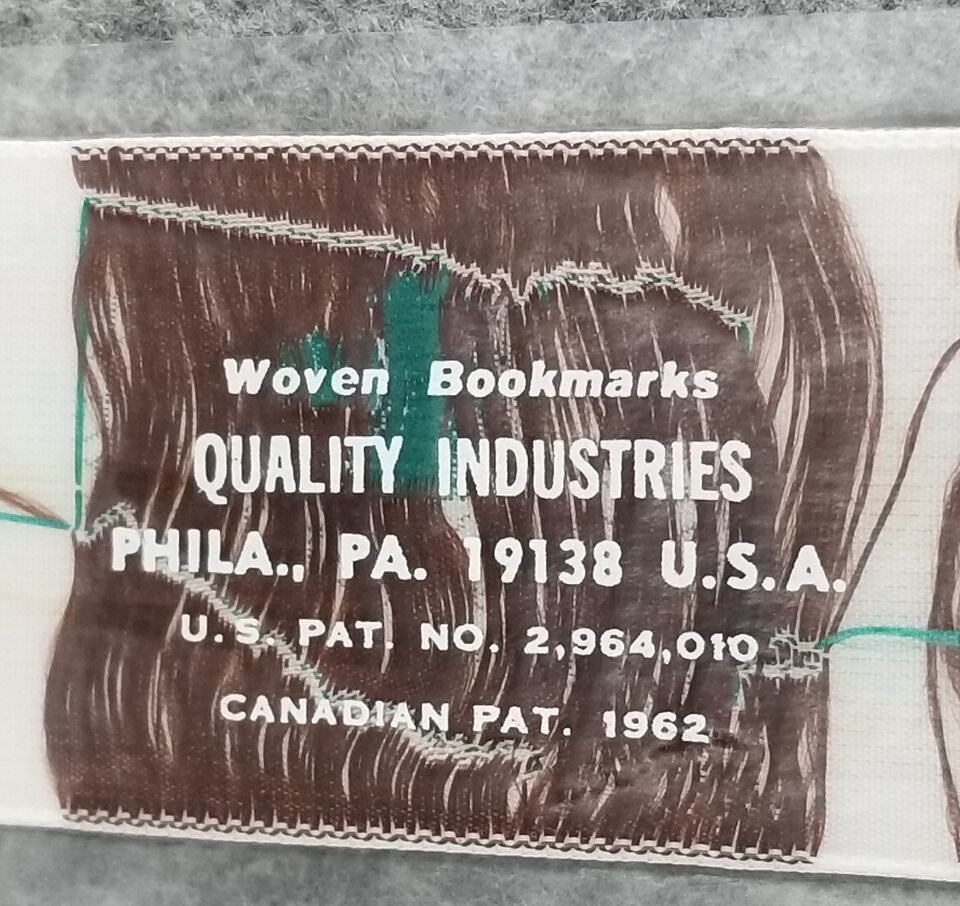 Woven Bookmarks
QUALITY INDUSTRIES
PHILA., PA. 19138 U.S.A.
U.S. PAT. NO. 2,964,010
CANADIAN PAT. 1962